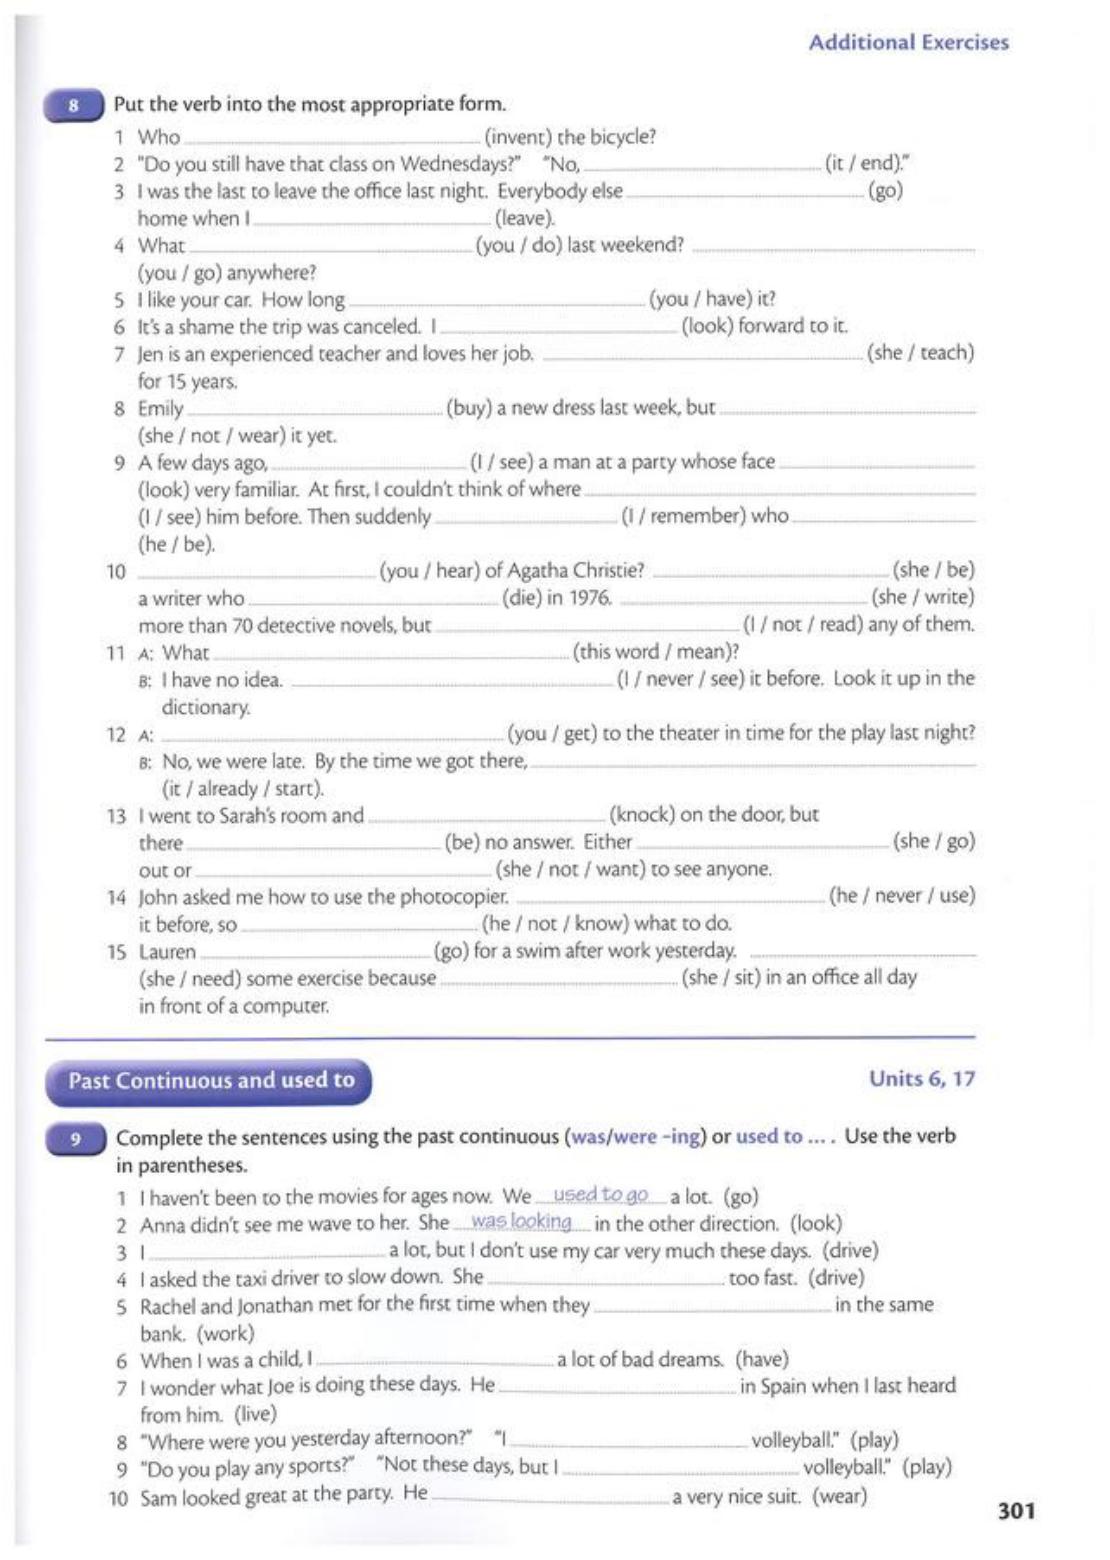 Additional Exercises
8 Put the verb into the most appropriate form.
1 Who (invent) the bicycle?
2 "Do you still have that class on Wednesdays?" "No, (it / end)."
3 I was the last to leave the office last night. Everybody else (go)
home when I (leave).
4 What (you / do) last weekend?
(you / go) anywhere?
5 I like your car. How long (you / have) it?
6 It's a shame the trip was canceled. I (look) forward to it.
7 Jen is an experienced teacher and loves her job. (she / teach)
for 15 years.
8 Emily (buy) a new dress last week, but
(she / not / wear) it yet.
9 A few days ago, (I / see) a man at a party whose face
(look) very familiar. At first, I couldn't think of where
(I / see) him before. Then suddenly (I / remember) who
(he / be).
10 (you / hear) of Agatha Christie? (she / be)
a writer who (die) in 1976. (she / write)
more than 70 detective novels, but (I / not / read) any of them.
11 A: What (this word / mean)?
B: I have no idea. (I / never / see) it before. Look it up in the
dictionary.
12 A: (you / get) to the theater in time for the play last night?
B: No, we were late. By the time we got there,
(it / already / start).
13 I went to Sarah's room and (knock) on the door, but
there (be) no answer. Either (she / go)
out or (she / not / want) to see anyone.
14 John asked me how to use the photocopier. (he / never / use)
it before, so (he / not / know) what to do.
15 Lauren (go) for a swim after work yesterday.
(she / need) some exercise because (she / sit) in an office all day
in front of a computer.
Past Continuous and used to Units 6, 17
9 Complete the sentences using the past continuous (was/were -ing) or used to .... Use the verb
in parentheses.
1 I haven't been to the movies for ages now. We used to go a lot. (go)
2 Anna didn't see me wave to her. She was looking in the other direction. (look)
3 I a lot, but I don't use my car very much these days. (drive)
4 I asked the taxi driver to slow down. She too fast. (drive)
5 Rachel and Jonathan met for the first time when they in the same
bank. (work)
6 When I was a child, I a lot of bad dreams. (have)
7 I wonder what Joe is doing these days. He in Spain when I last heard
from him. (live)
8 "Where were you yesterday afternoon?" "I volleyball." (play)
9 "Do you play any sports?" "Not these days, but I volleyball." (play)
10 Sam looked great at the party. He a very nice suit. (wear)
301